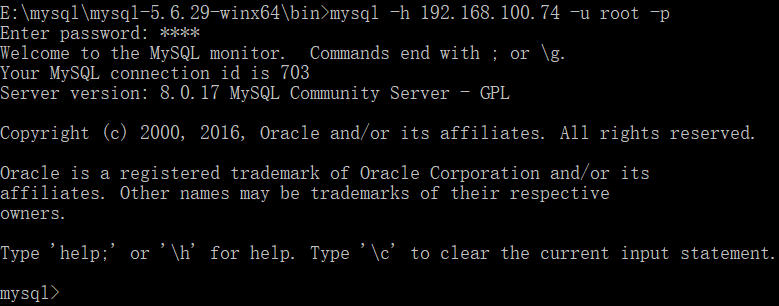 E:\mysql\mysql-5.6.29-winx64\bin>mysql -h 192.168.100.74 -u root -p
Enter password: ****
Welcome to the MySQL monitor.  Commands end with ; or \g.
Your MySQL connection id is 703
Server version: 8.0.17 MySQL Community Server - GPL
Copyright (c) 2000, 2016, Oracle and/or its affiliates. All rights reserved.
Oracle is a registered trademark of Oracle Corporation and/or its
affiliates. Other names may be trademarks of their respective
owners.
Type 'help;' or '\h' for help. Type '\c' to clear the current input statement.
mysql>